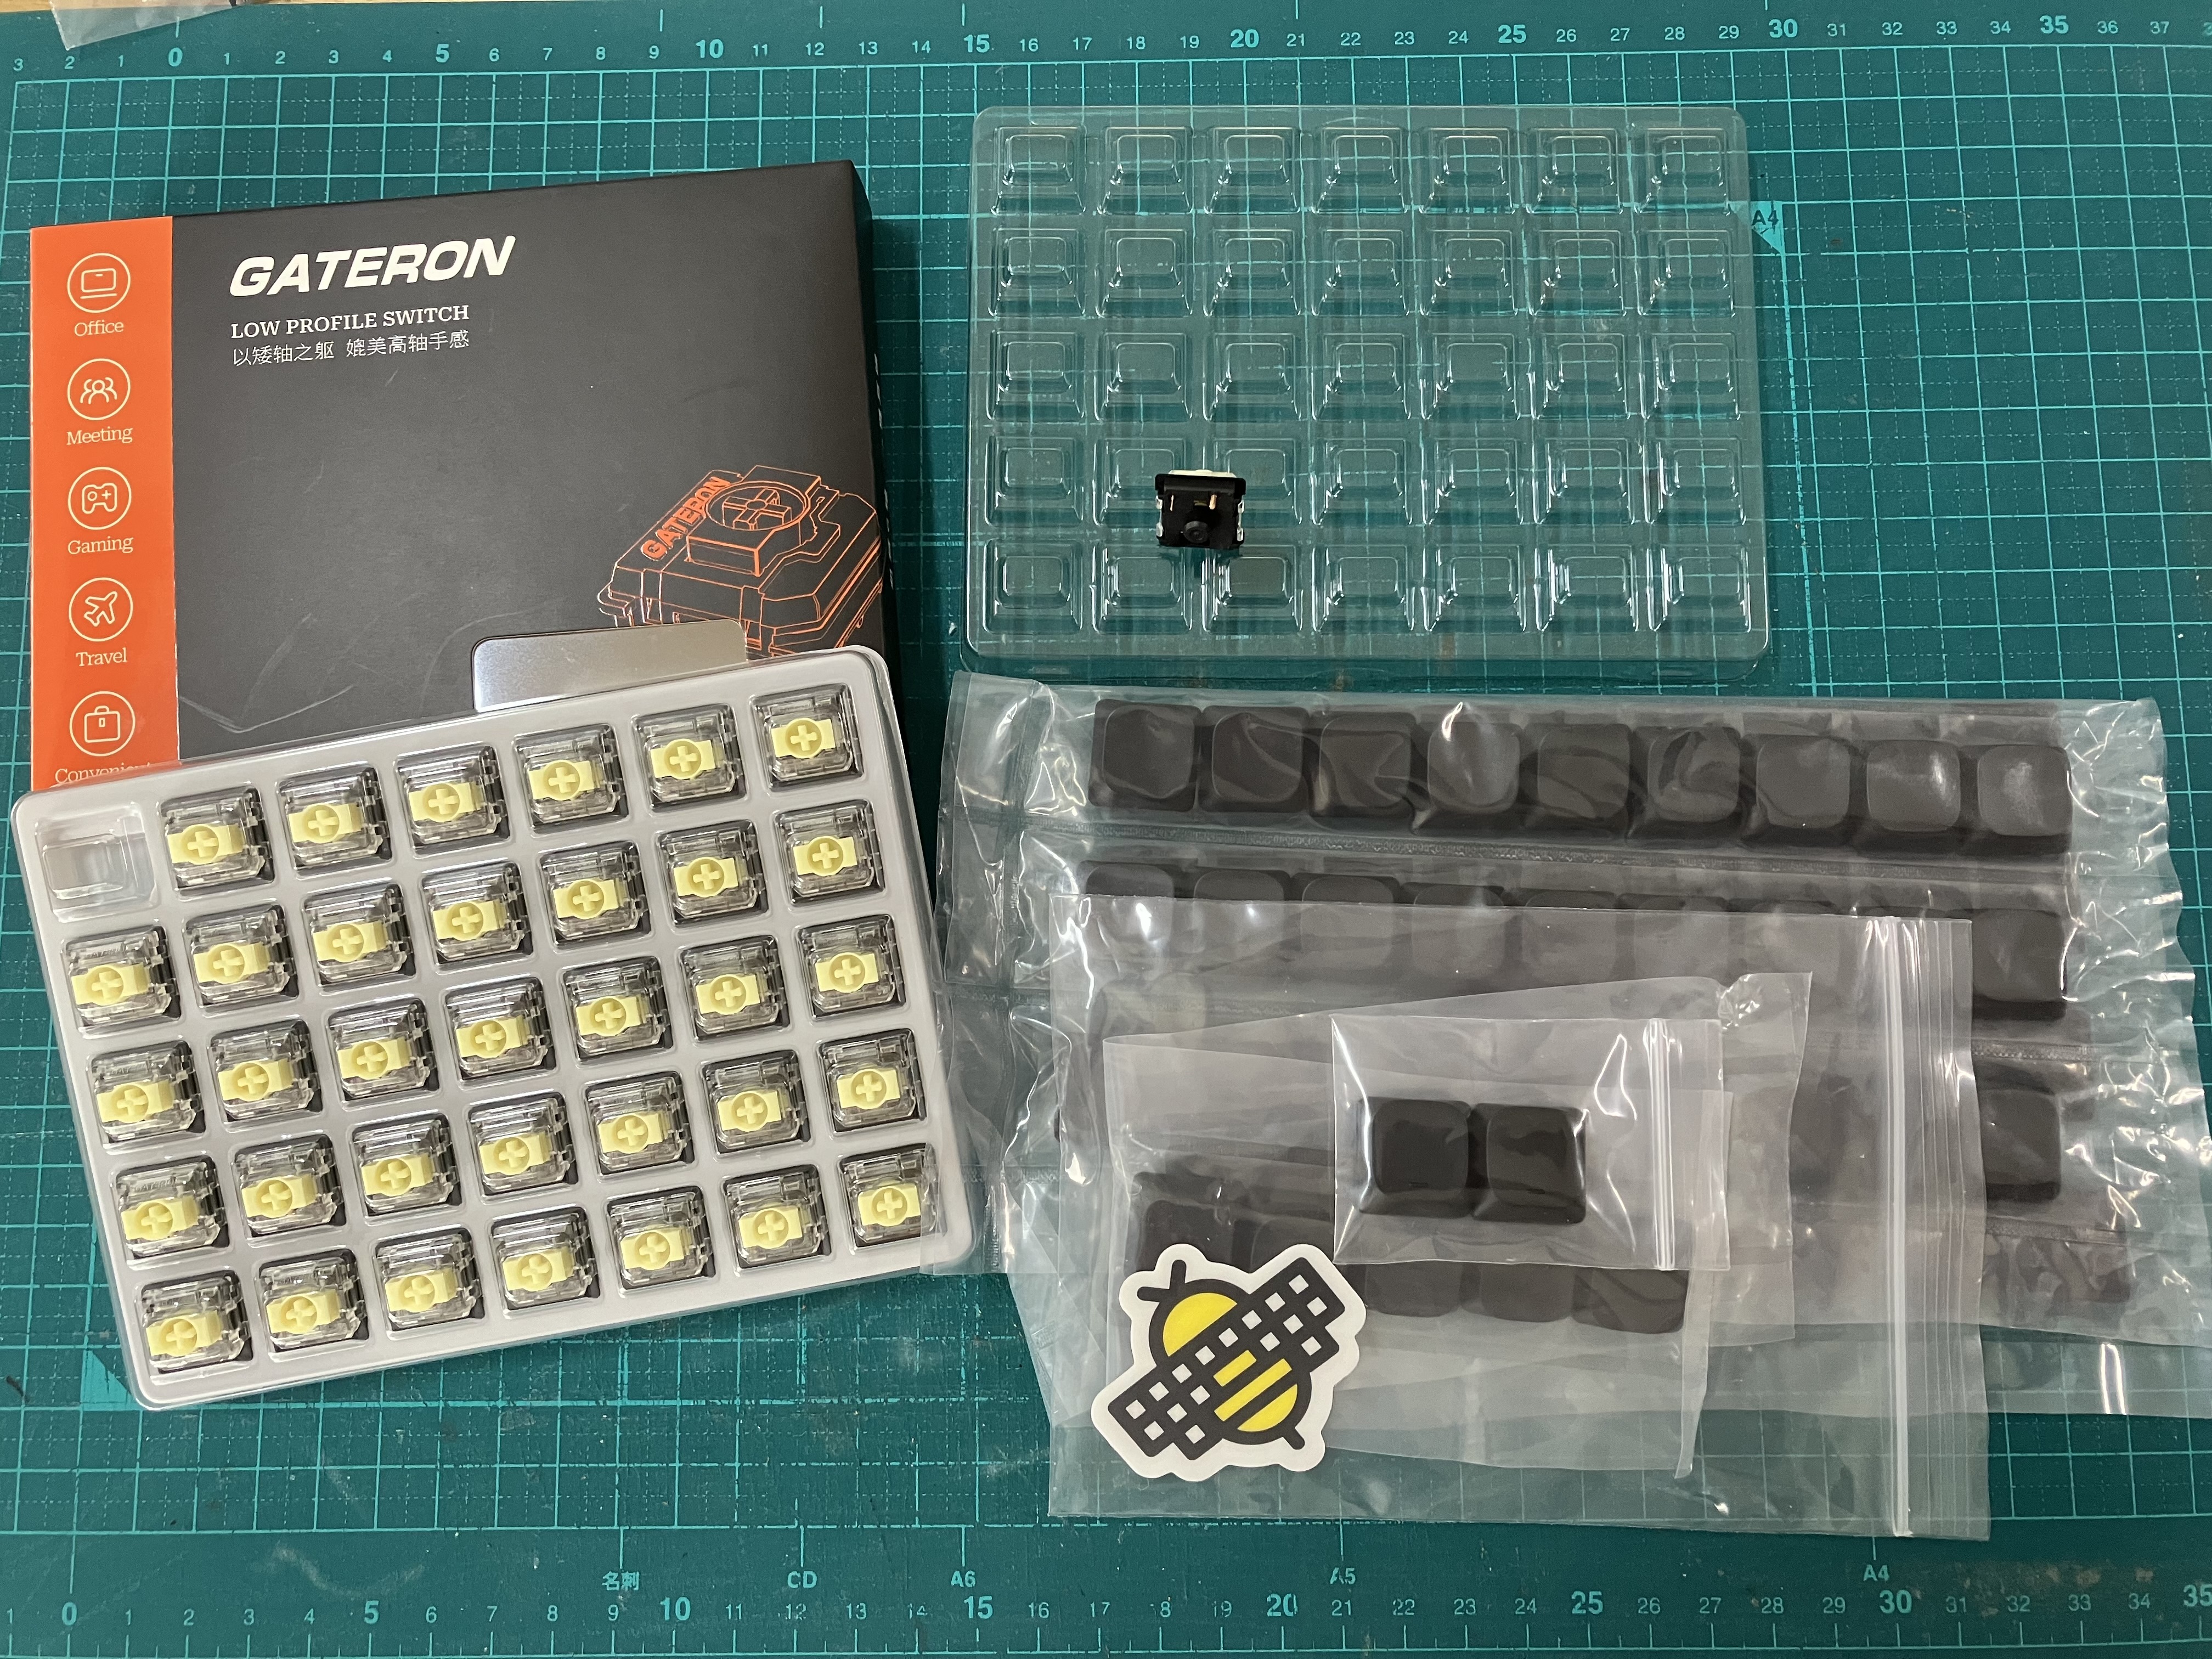 3 2 1 0 1 2 3 4 5 6 7 8 9 10 11 12 13 14 15 16 17 18 19 20 21 22 23 24 25 26 27 28 29 30 31 32 33 34 35 36 37
A4
GATERON
LOW PROFILE SWITCH
以矮轴之躯 媲美高轴手感
Office
Meeting
Gaming
Travel
GATERON
名刺 CD A6 A5 A4
1 0 1 2 3 4 5 6 7 8 9 10 11 12 13 14 15 16 17 18 19 20 21 22 23 24 25 26 27 28 29 30 31 32 33 34 35